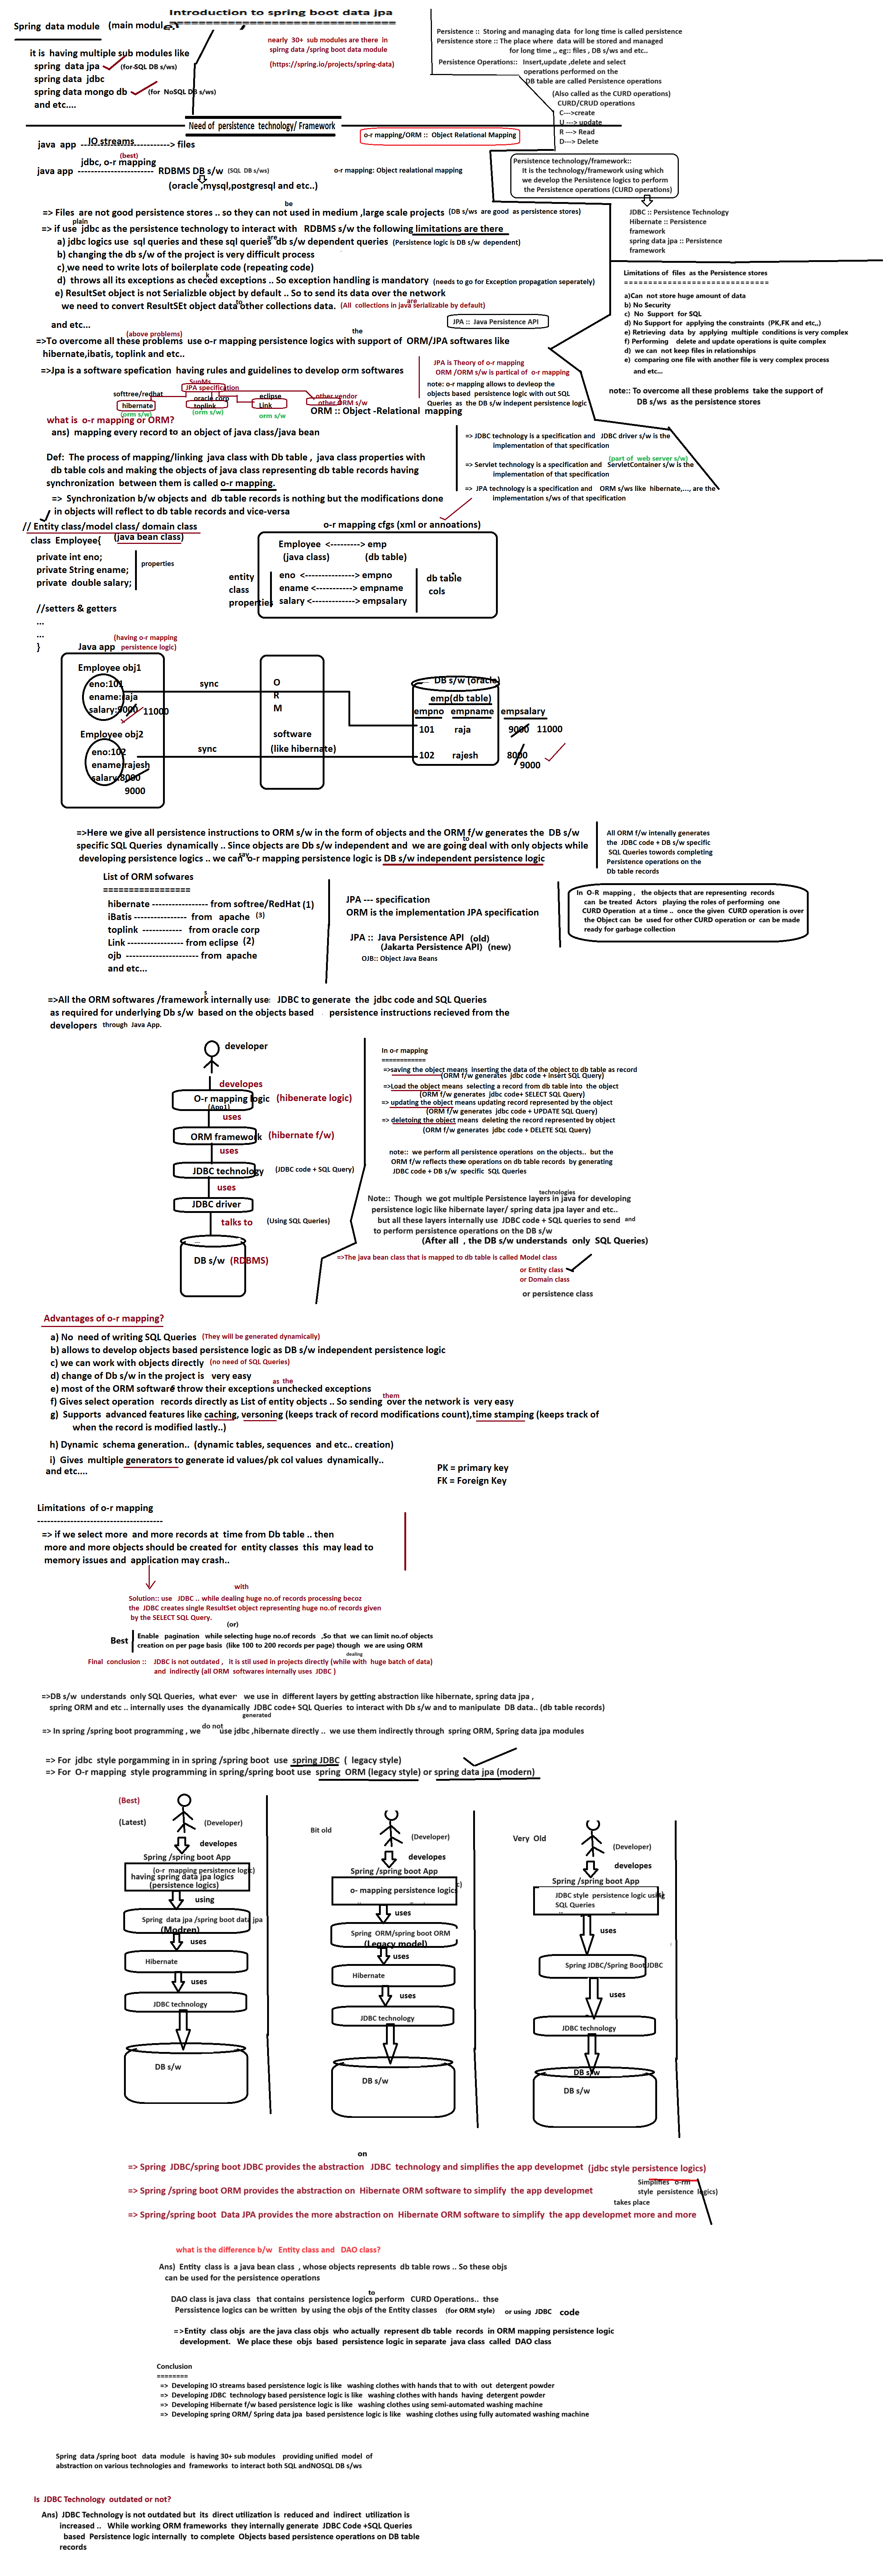 Introduction to spring boot data jpa
==============================
Spring data module (main module)
it is having multiple sub modules like
spring data jpa (for SQL DB s/ws)
spring data jdbc
spring data mongo db (for NoSQL DB s/ws)
and etc....
nearly 30+ sub modules are there in
spirng data /spring boot data module
(https://spring.io/projects/spring-data)
Persistence :: Storing and managing data for long time is called persistence
Persistence store :: The place where data will be stored and managed
for long time ,, eg:: files , DB s/ws and etc..
Persistence Operations:: Insert,update ,delete and select
operations performed on the
DB table are called Persistence operations
(Also called as the CURD operations)
CURD/CRUD operations
C--->create
U ---> update
R ---> Read
D---> Delete
Need of persistence technology/ Framework
o-r mapping/ORM :: Object Relational Mapping
IO streams
java app ---------------------------> files
(best)
jdbc, o-r mapping
java app ----------------------- RDBMS DB s/w (SQL DB s/ws)
(oracle ,mysql,postgresql and etc..)
o-r mapping: Object realational mapping
Persistence technology/framework::
It is the technology/framework using which
we develop the Persistence logics to perform
the Persistence operations (CURD operations)
JDBC :: Persistence Technology
Hibernate :: Persistence
framework
spring data jpa :: Persistence
framework
be
=> Files are not good persistence stores .. so they can not used in medium ,large scale projects (DB s/ws are good as persistence stores)
plain
=> if use jdbc as the persistence technology to interact with RDBMS s/w the following limitations are there
a) jdbc logics use sql queries and these sql queries are db s/w dependent queries (Persistence logic is DB s/w dependent)
b) changing the db s/w of the project is very difficult process
c) we need to write lots of boilerplate code (repeating code)
d) throws all its exceptions as checked exceptions .. So exception handling is mandatory (needs to go for Exception propagation seperately)
e) ResultSet object is not Serializble object by default .. So to send its data over the network
we need to convert ResultSEt object data to other collections data. (All collections in java are serializable by default)
and etc...
Limitations of files as the Persistence stores
============================
a)Can not store huge amount of data
b) No Security
c) No Support for SQL
d) No Support for applying the constraints (PK,FK and etc,,)
e) Retrieving data by applying multiple conditions is very complex
f) Performing delete and update operations is quite complex
d) we can not keep files in relationships
e) comparing one file with another file is very complex process
and etc...
note:: To overcome all these problems take the support of
DB s/ws as the persistence stores
JPA :: Java Persistence API
(above problems) the
=>To overcome all these problems use o-r mapping persistence logics with support of ORM/JPA softwares like
hibernate,ibatis, toplink and etc..
=>Jpa is a software spefication having rules and guidelines to develop orm softwares
JPA is Theory of o-r mapping
ORM /ORM s/w is partical of o-r mapping
note: o-r mapping allows to devleop the
objects based persistence logic with out SQL
Queries as the DB s/w indepent persistence logic
SunMs
JPA specification
softtree/redhat
hibernate
(orm s/w)
oracle corp
toplink
(orm s/w)
eclipse
Link
orm s/w
other vendor
other ORM s/w
ORM :: Object -Relational mapping
what is o-r mapping or ORM?
ans) mapping every record to an object of java class/java bean
Def: The process of mapping/linking java class with Db table , java class properties with
db table cols and making the objects of java class representing db table records having
synchronization between them is called o-r mapping.
=> Synchronization b/w objects and db table records is nothing but the modifications done
in objects will reflect to db table records and vice-versa
=> JDBC technology is a specification and JDBC driver s/w is the
implementation of that specification
(part of web server s/w)
=> Servlet technology is a specification and ServletContainer s/w is the
implementation of that specification
=> JPA technology is a specification and ORM s/ws like hibernate,..., are the
implementation s/ws of that specification
// Entity class/model class/ domain class
class Employee{ (java bean class)
private int eno;
private String ename;
private double salary;
properties
//setters & getters
...
...
}
o-r mapping cfgs (xml or annoations)
Employee <---------> emp
(java class) (db table)
entity
class
properties
eno <---------------> empno
ename <-----------> empname
salary <------------> empsalary
db table
cols
Java app
(having o-r mapping
persistence logic)
Employee obj1
eno:101
ename:raja
salary:9000 11000
Employee obj2
eno:102
ename:rajesh
salary:8000
9000
sync
sync
O
R
M
software
(like hibernate)
DB s/w (oracle)
emp(db table)
empno empname empsalary
101 raja 9000 11000
102 rajesh 8000
9000
=>Here we give all persistence instructions to ORM s/w in the form of objects and the ORM f/w generates the DB s/w
specific SQL Queries dynamically .. Since objects are Db s/w independent and we are going to deal with only objects while
developing persistence logics .. we can say o-r mapping persistence logic is DB s/w independent persistence logic
All ORM f/w intenally generates
the JDBC code + DB s/w specific
SQL Queries towords completing
Persistence operations on the
Db table records
List of ORM sofwares
=================
hibernate ----------------- from softree/RedHat (1)
iBatis ---------------- from apache (3)
toplink ------------ from oracle corp
Link ----------------- from eclipse (2)
ojb ---------------------- from apache
and etc...
JPA --- specification
ORM is the implementation JPA specification
JPA :: Java Persistence API (old)
(Jakarta Persistence API) (new)
OJB:: Object Java Beans
In O-R mapping , the objects that are representing records
can be treated Actors playing the roles of performing one
CURD Operation at a time .. once the given CURD operation is over
the Object can be used for other CURD operation or can be made
ready for garbage collection
=>All the ORM softwares /frameworks internally use JDBC to generate the jdbc code and SQL Queries
as required for underlying Db s/w based on the objects based persistence instructions recieved from the
developers through Java App.
developer
developes
O-r mapping logic (hibenerate logic)
(App1)
uses
ORM framework (hibernate f/w)
uses
JDBC technology (JDBC code + SQL Query)
uses
JDBC driver
talks to (Using SQL Queries)
DB s/w (RDBMS)
In o-r mapping
============
=>saving the object means inserting the data of the object to db table as record
(ORM f/w generates jdbc code + insert SQL Query)
=>Load the object means selecting a record from db table into the object
(ORM f/w generates jdbc code+ SELECT SQL Query)
=> updating the object means updating record represented by the object
(ORM f/w generates jdbc code + UPDATE SQL Query)
=> deletoing the object means deleting the record represented by object
(ORM f/w generates jdbc code + DELETE SQL Query)
note:: we perform all persistence operations on the objects.. but the
ORM f/w reflects these operations on db table records by generating
JDBC code + DB s/w specific SQL Queries
technologies
Note:: Though we got multiple Persistence layers in java for developing
persistence logic like hibernate layer/ spring data jpa layer and etc..
but all these layers internally use JDBC code + SQL queries to send and
to perform persistence operations on the DB s/w
(After all , the DB s/w understands only SQL Queries)
=>The java bean class that is mapped to db table is called Model class
or Entity class
or Domain class
or persistence class
Advantages of o-r mapping?
a) No need of writing SQL Queries (They will be generated dynamically)
b) allows to develop objects based persistence logic as DB s/w independent persistence logic
c) we can work with objects directly (no need of SQL Queries)
d) change of Db s/w in the project is very easy
as the
e) most of the ORM software throw their exceptions unchecked exceptions
them
f) Gives select operation records directly as List of entity objects .. So sending over the network is very easy
g) Supports advanced features like caching, versoning (keeps track of record modifications count),time stamping (keeps track of
when the record is modified lastly..)
h) Dynamic schema generation.. (dynamic tables, sequences and etc.. creation)
i) Gives multiple generators to generate id values/pk col values dynamically..
and etc....
PK = primary key
FK = Foreign Key
Limitations of o-r mapping
--------------------------------------
=> if we select more and more records at time from Db table .. then
more and more objects should be created for entity classes this may lead to
memory issues and application may crash..
with
Solution:: use JDBC .. while dealing huge no.of records processing becoz
the JDBC creates single ResultSet object representing huge no.of records given
by the SELECT SQL Query.
(or)
Best
Enable pagination while selecting huge no.of records ,So that we can limit no.of objects
creation on per page basis (like 100 to 200 records per page) though we are using ORM
dealing
Final conclusion :: JDBC is not outdated , it is stil used in projects directly (while with huge batch of data)
and indirectly (all ORM softwares internally uses JDBC )
=>DB s/w understands only SQL Queries, what ever we use in different layers by getting abstraction like hibernate, spring data jpa ,
spring ORM and etc .. internally uses the dyanamically JDBC code+ SQL Queries to interact with Db s/w and to manipulate DB data.. (db table records)
generated
=> In spring /spring boot programming , we do not use jdbc ,hibernate directly .. we use them indirectly through spring ORM, Spring data jpa modules
=> For jdbc style porgamming in in spring /spring boot use spring JDBC ( legacy style)
=> For O-r mapping style programming in spring/spring boot use spring ORM (legacy style) or spring data jpa (modern)
(Best)
(Latest)
(Developer)
developes
Spring /spring boot App
(o-r mapping persistence logic)
having spring data jpa logics
(persistence logics)
using
Spring data jpa /spring boot data jpa
(Modren)
uses
Hibernate
uses
JDBC technology
DB s/w
Bit old
(Developer)
developes
Spring /spring boot App
o- mapping persistence logics
uses
Spring ORM/spring boot ORM
(Legacy model)
uses
Hibernate
uses
JDBC technology
DB s/w
Very Old
(Developer)
developes
Spring /spring boot App
JDBC style persistence logic using
SQL Queries
uses
Spring JDBC/Spring Boot JDBC
uses
JDBC technology
DB s/w
DB s/w
on
=> Spring JDBC/spring boot JDBC provides the abstraction JDBC technology and simplifies the app developmet (jdbc style persistence logics)
=> Spring /spring boot ORM provides the abstraction on Hibernate ORM software to simplify the app developmet
Simplifies o-rm
style persistence logics)
takes place
=> Spring/spring boot Data JPA provides the more abstraction on Hibernate ORM software to simplify the app developmet more and more
what is the difference b/w Entity class and DAO class?
Ans) Entity class is a java bean class , whose objects represents db table rows .. So these objs
can be used for the persistence operations
to
DAO class is java class that contains persistence logics perform CURD Operations.. thse
Perssistence logics can be written by using the objs of the Entity classes (for ORM style) or using JDBC code
=>Entity class objs are the java class objs who actually represent db table records in ORM mapping persistence logic
development. We place these objs based persistence logic in separate java class called DAO class
Conclusion
========
=> Developing IO streams based persistence logic is like washing clothes with hands that to with out detergent powder
=> Developing JDBC technology based persistence logic is like washing clothes with hands having detergent powder
=> Developing Hibernate f/w based persistence logic is like washing clothes using semi-automated washing machine
=> Developing spring ORM/ Spring data jpa based persistence logic is like washing clothes using fully automated washing machine
Spring data /spring boot data module is having 30+ sub modules providing unified model of
abstraction on various technologies and frameworks to interact both SQL andNOSQL DB s/ws
Is JDBC Technology outdated or not?
Ans) JDBC Technology is not outdated but its direct utilization is reduced and indirect utilization is
increased .. While working ORM frameworks they internally generate JDBC Code +SQL Queries
based Persistence logic internally to complete Objects based persistence operations on DB table
records